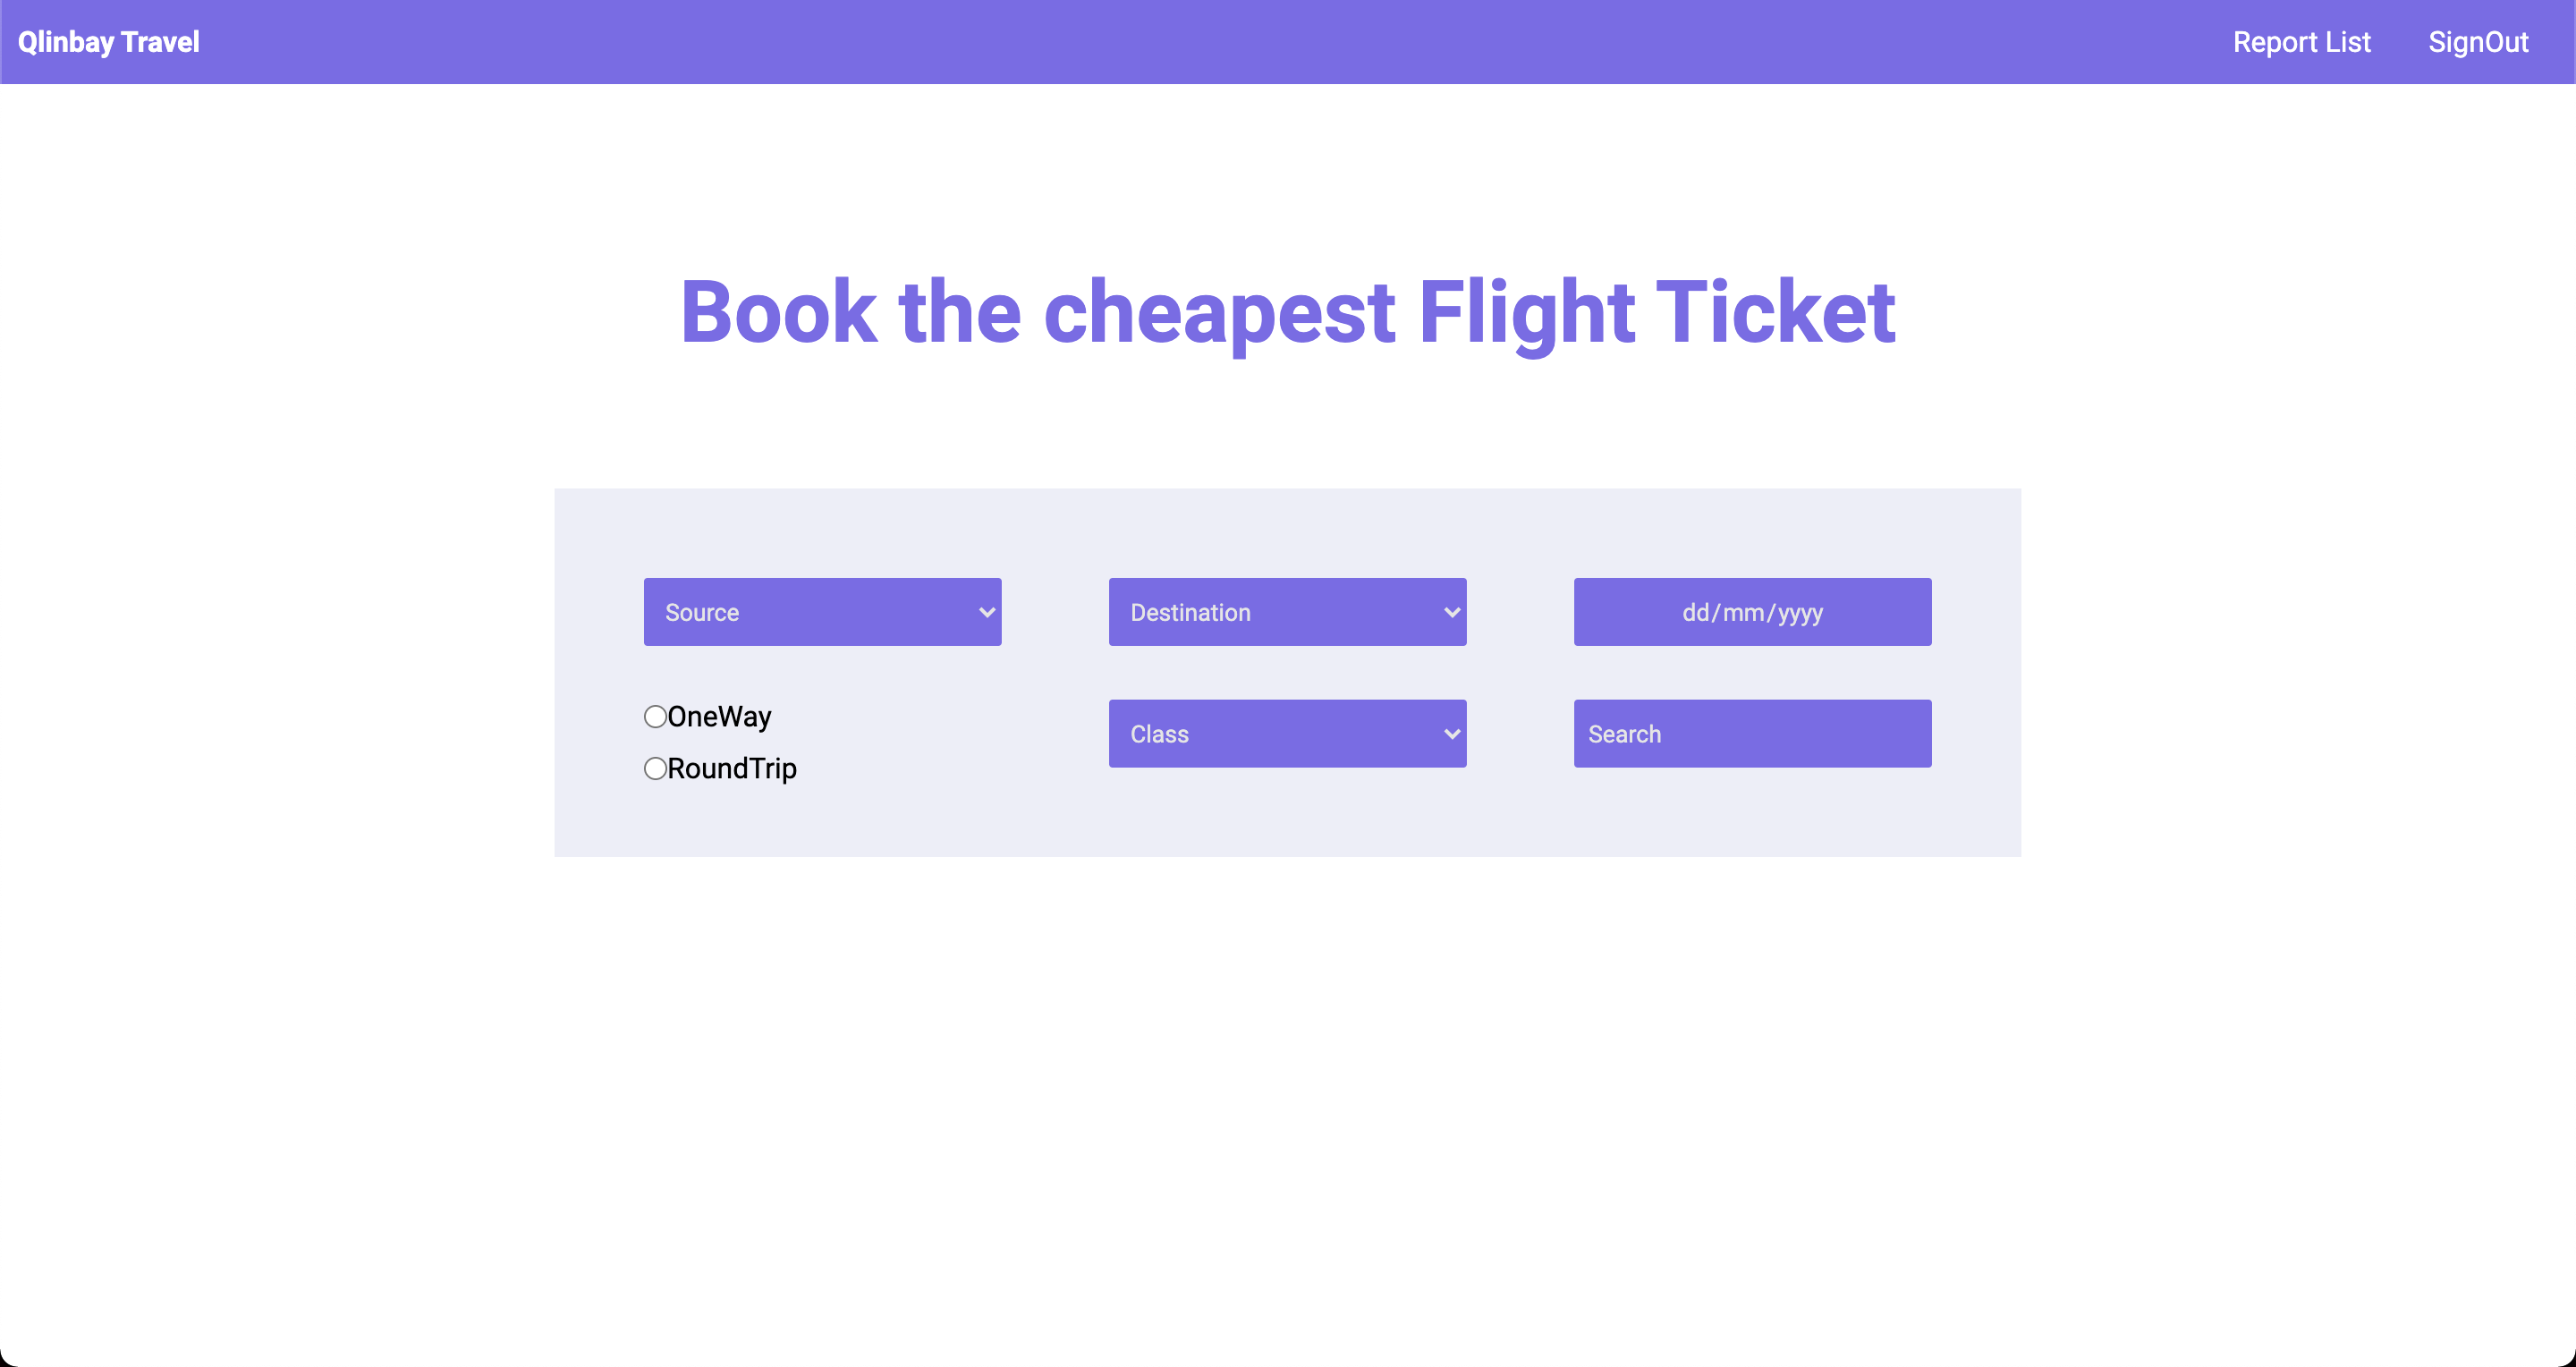 Qlinbay Travel
Report List
SignOut
Book the cheapest Flight Ticket
Source
Destination
dd/mm/yyyy
OneWay
RoundTrip
Class
Search